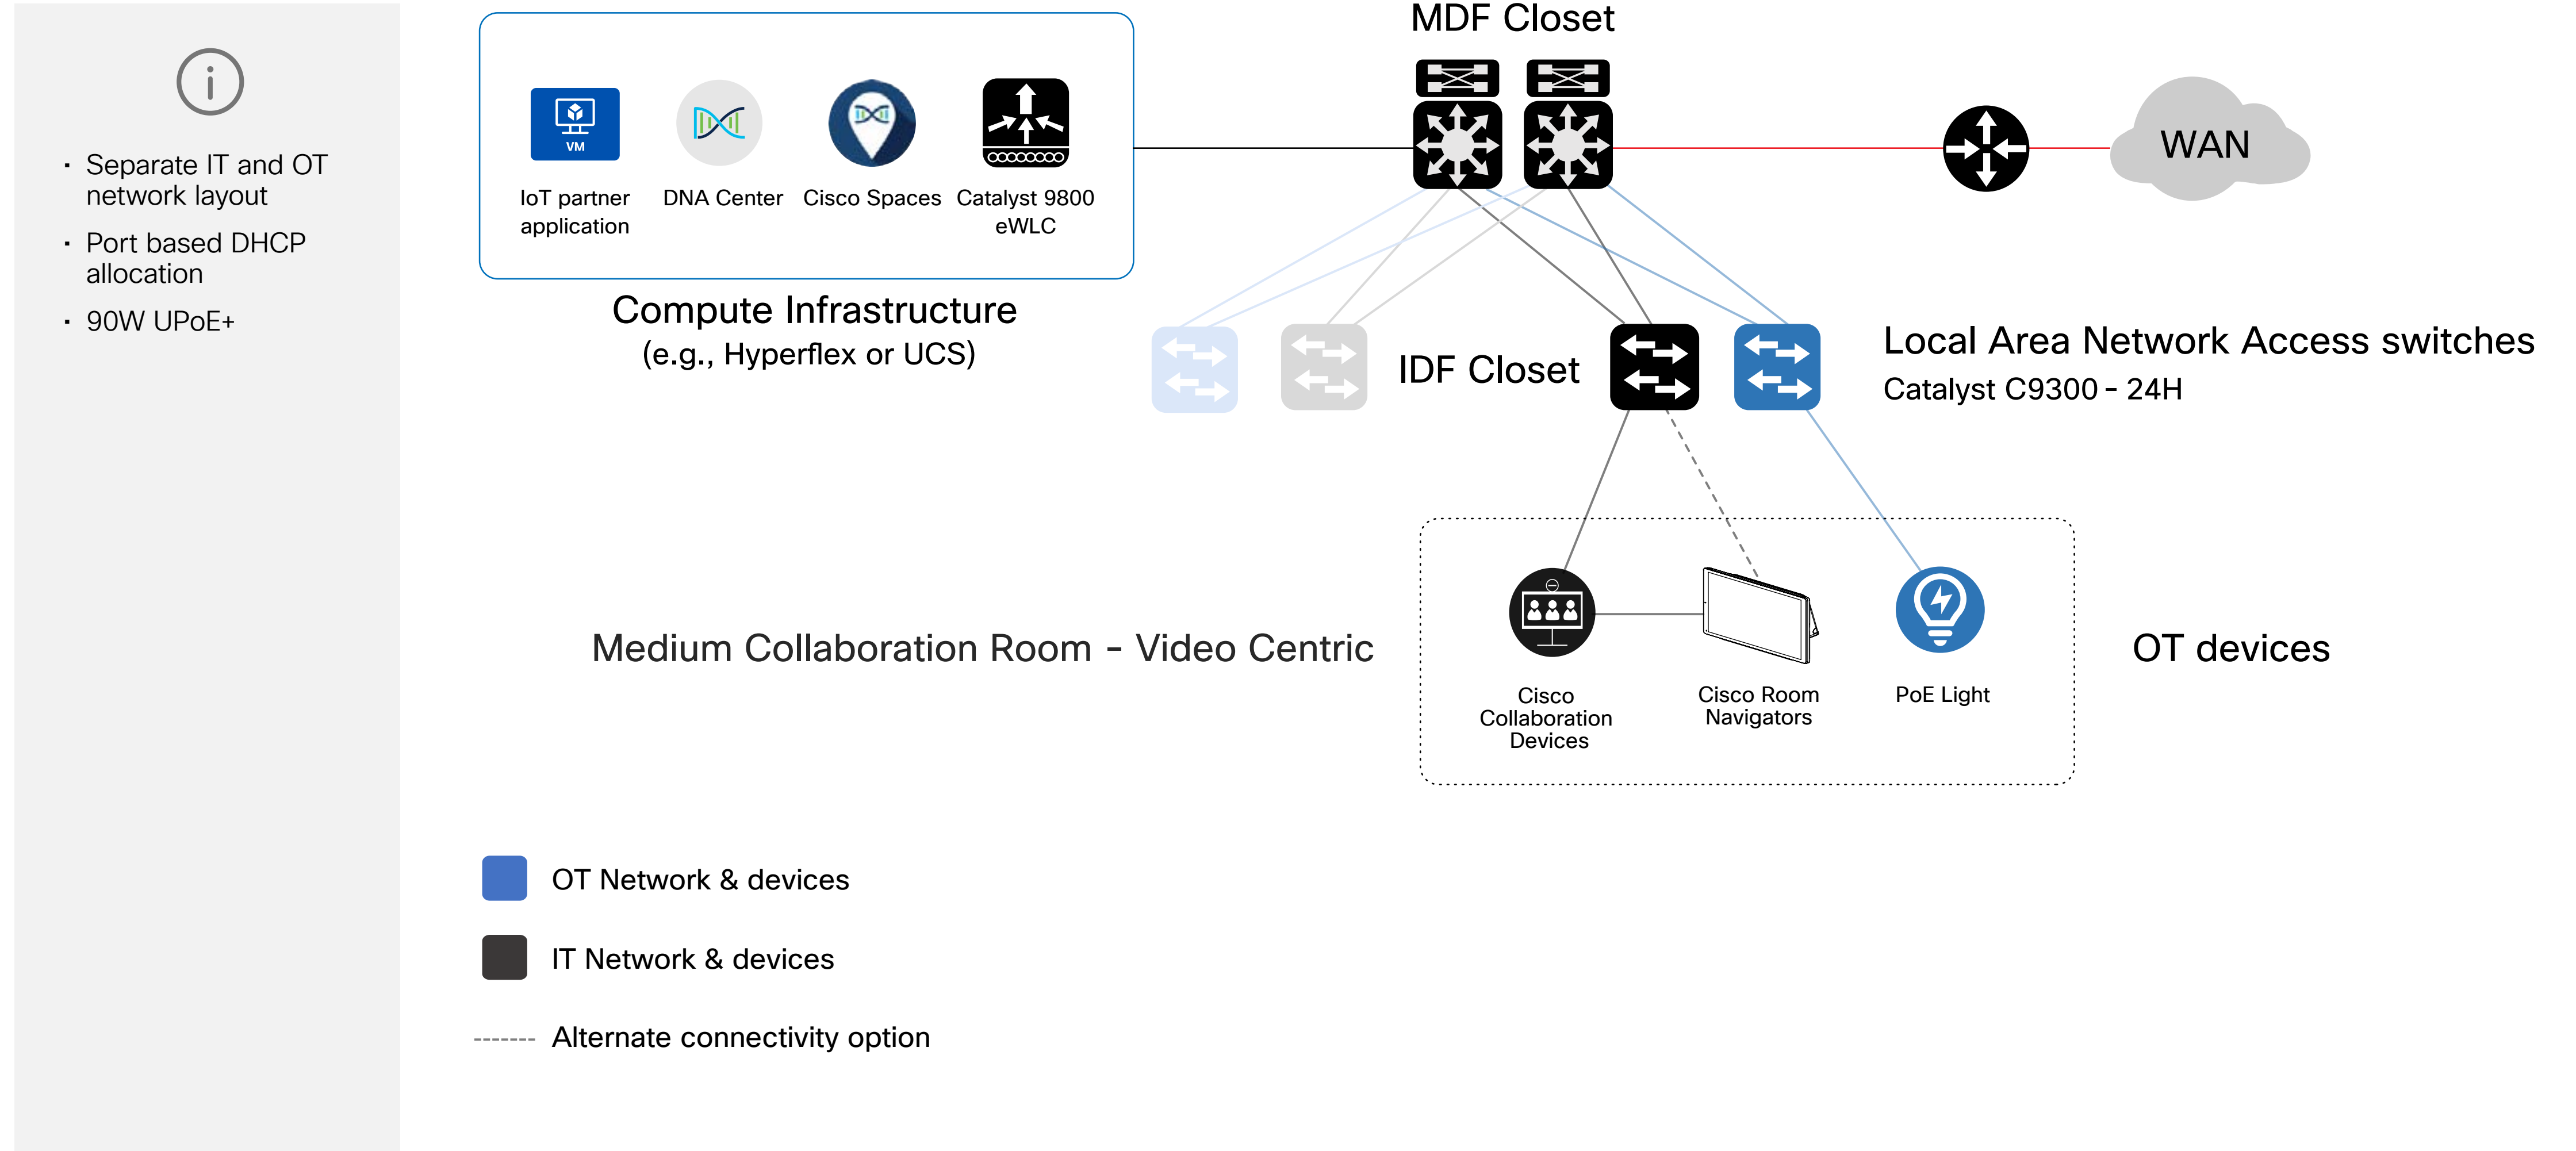 i
· Separate IT and OT
network layout
· Port based DHCP
allocation
· 90W UPoE+
MDF Closet
VM
IoT partner
application
DNA Center
Cisco Spaces
Catalyst 9800
eWLC
WAN
Compute Infrastructure
(e.g., Hyperflex or UCS)
IDF Closet
Local Area Network Access switches
Catalyst C9300 - 24H
Medium Collaboration Room - Video Centric
Cisco
Collaboration
Devices
Cisco Room
Navigators
PoE Light
OT devices
OT Network & devices
IT Network & devices
Alternate connectivity option